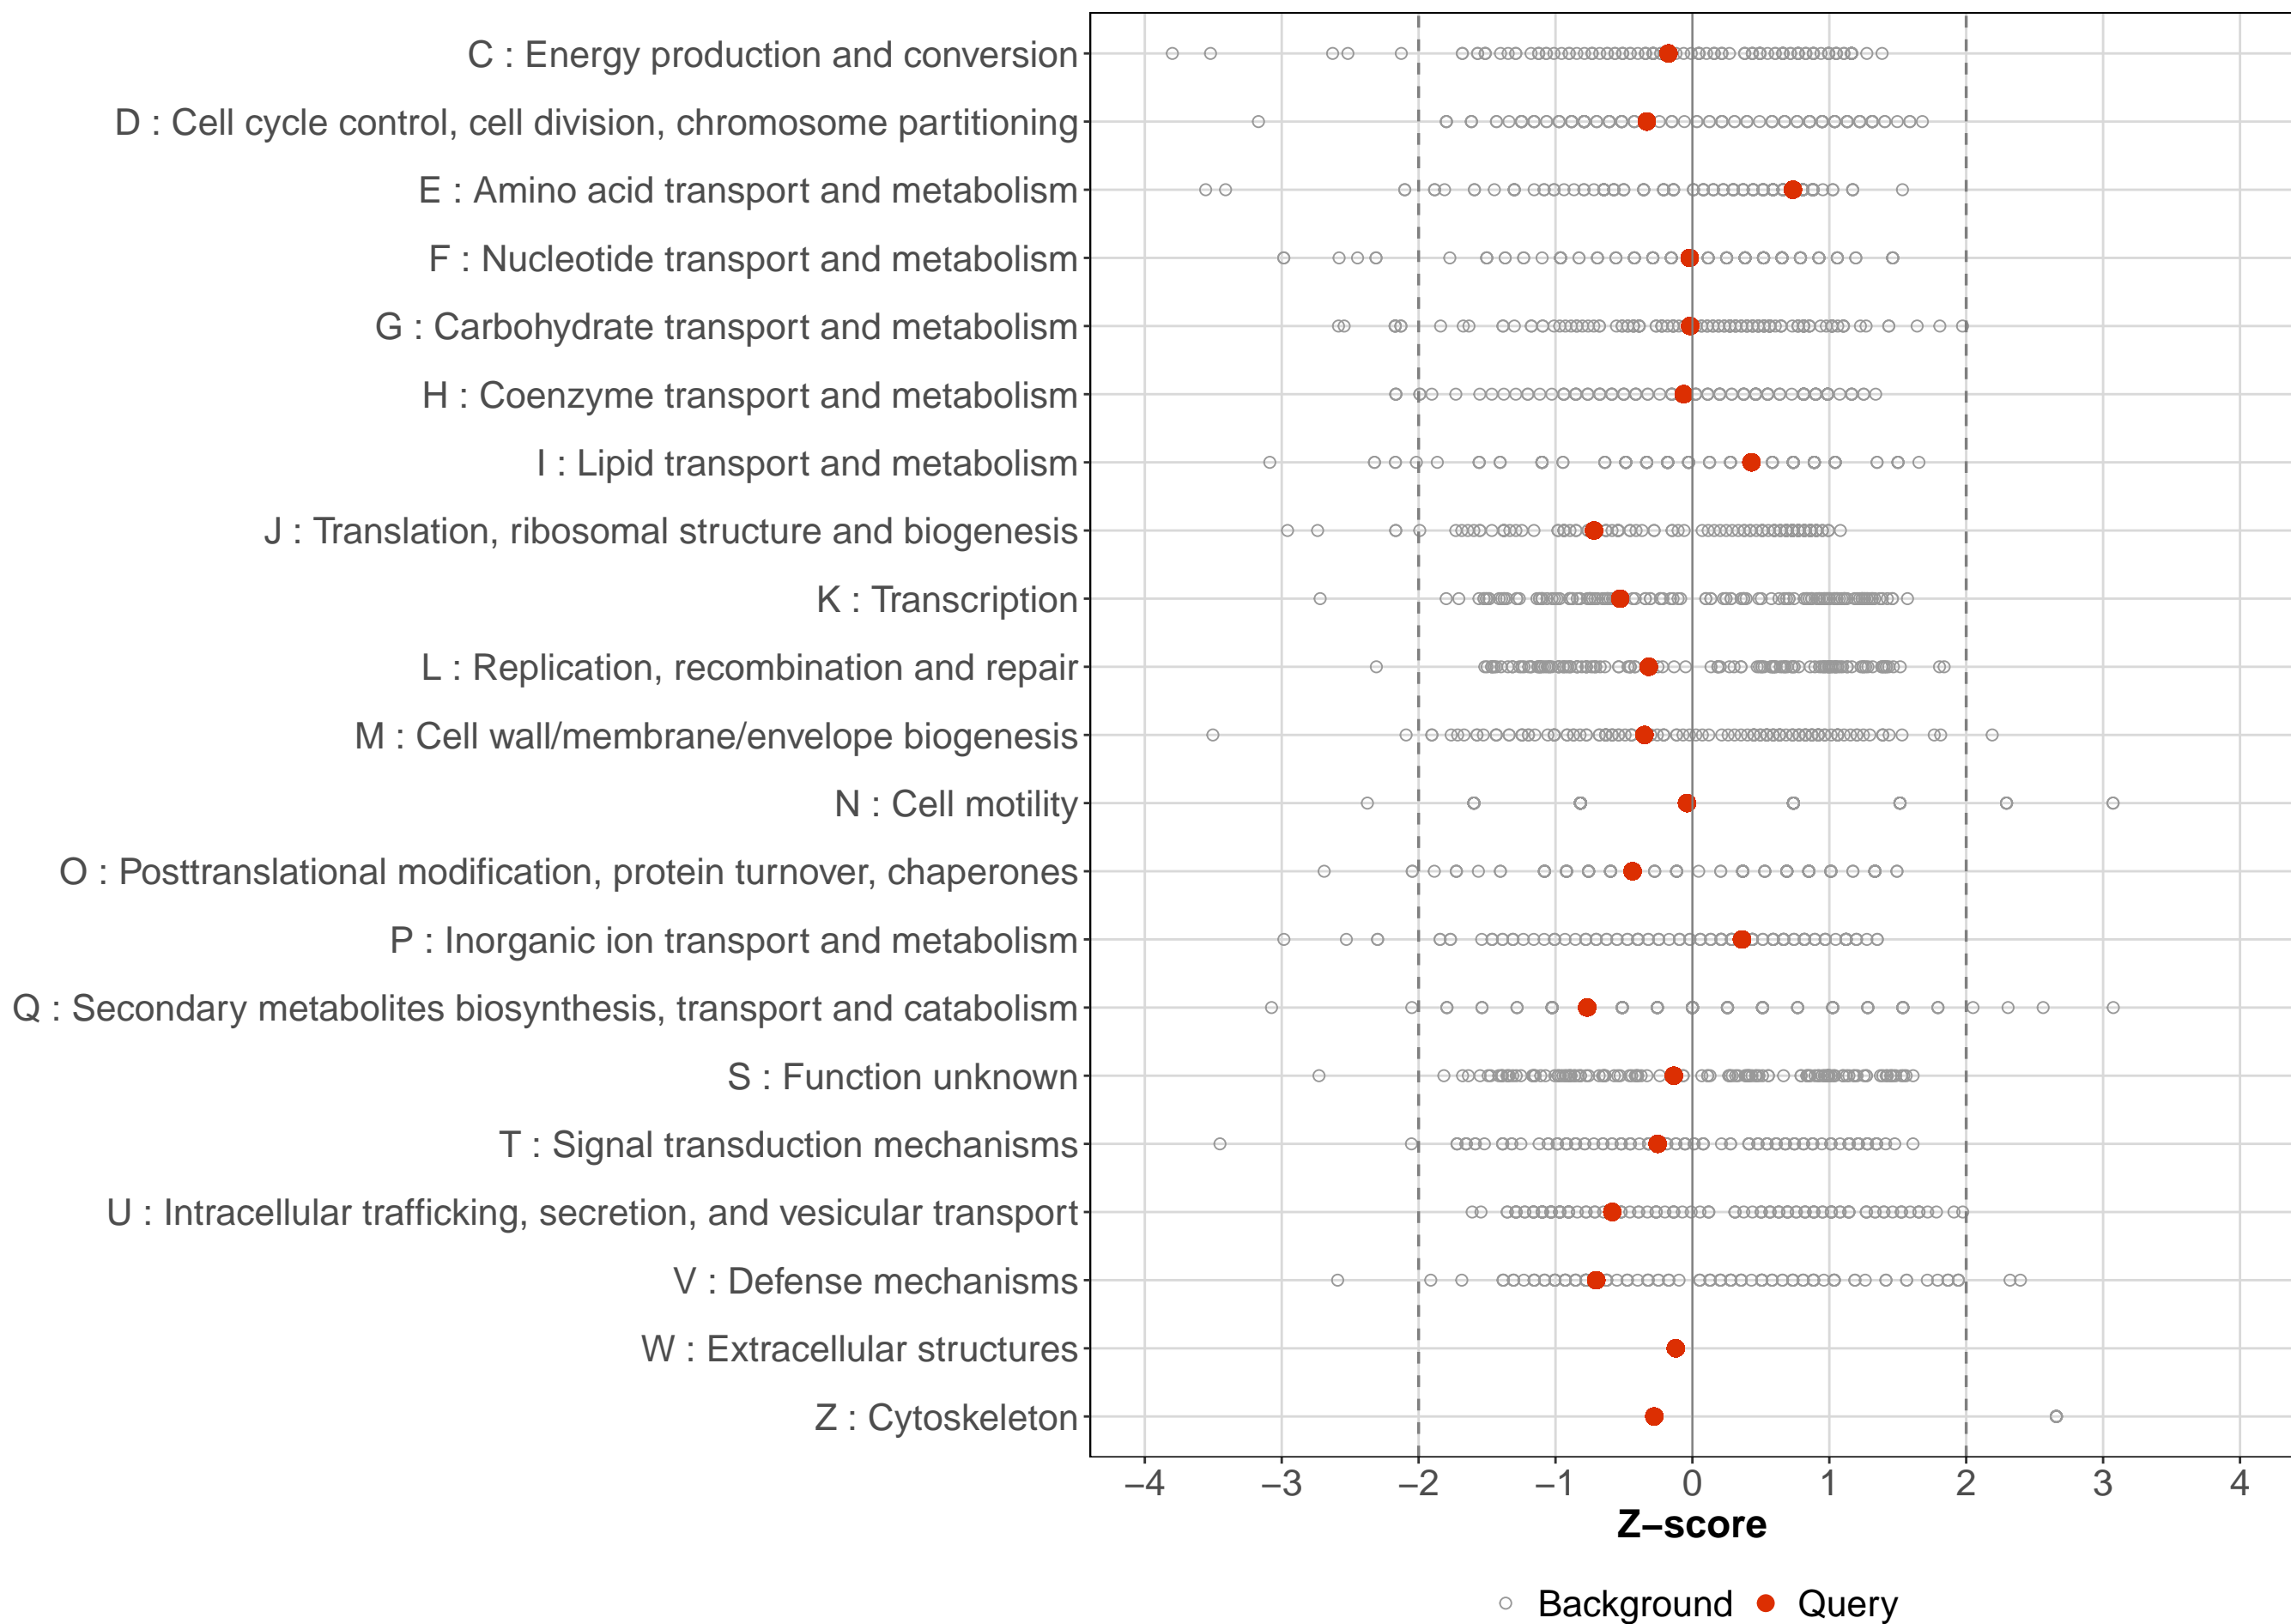 C : Energy production and conversion
D : Cell cycle control, cell division, chromosome partitioning
E : Amino acid transport and metabolism
F : Nucleotide transport and metabolism
G : Carbohydrate transport and metabolism
H : Coenzyme transport and metabolism
I : Lipid transport and metabolism
J : Translation, ribosomal structure and biogenesis
K : Transcription
L : Replication, recombination and repair
M : Cell wall/membrane/envelope biogenesis
N : Cell motility
O : Posttranslational modification, protein turnover, chaperones
P : Inorganic ion transport and metabolism
Q : Secondary metabolites biosynthesis, transport and catabolism
S : Function unknown
T : Signal transduction mechanisms
U : Intracellular trafficking, secretion, and vesicular transport
V : Defense mechanisms
W : Extracellular structures
Z : Cytoskeleton
−4 −3 −2 −1 0 1 2 3 4
Z−score
Background Query